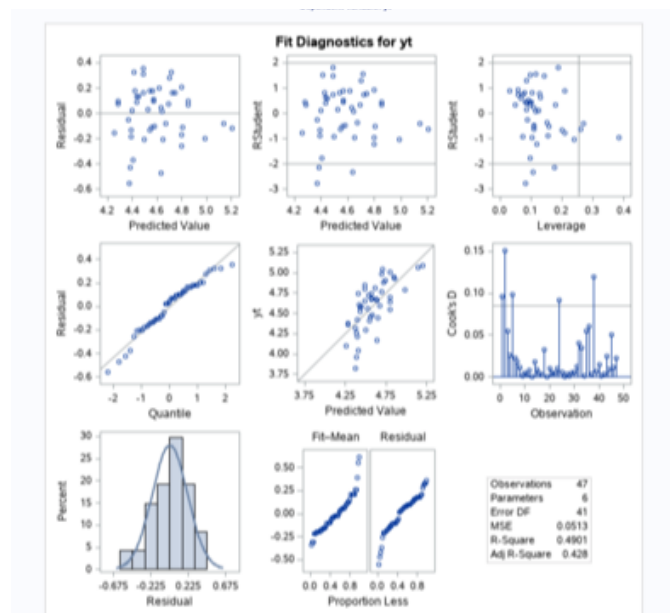 Fit Diagnostics for yt
Residual
0.4
0.2
0.0
-0.2
-0.4
-0.6
4.2 4.4 4.6 4.8 5.0 5.2
Predicted Value
RStudent
2
1
0
-1
-2
-3
4.2 4.4 4.6 4.8 5.0 5.2
Predicted Value
RStudent
2
1
0
-1
-2
-3
0.0 0.1 0.2 0.3 0.4
Leverage
Residual
0.4
0.2
0.0
-0.2
-0.4
-0.6
-2 -1 0 1 2
Quantile
yt
5.25
5.00
4.75
4.50
4.25
4.00
3.75
3.75 4.25 4.75 5.25
Predicted Value
Cook's D
0.15
0.10
0.05
0.00
0 10 20 30 40 50
Observation
Percent
30
25
20
15
10
5
0
-0.675 -0.225 0.225 0.675
Residual
Fit–Mean Residual
0.50
0.25
0.00
-0.25
-0.50
0.0 0.4 0.8 0.0 0.4 0.8
Proportion Less
Observations 47
Parameters 6
Error DF 41
MSE 0.0513
R-Square 0.4901
Adj R-Square 0.428